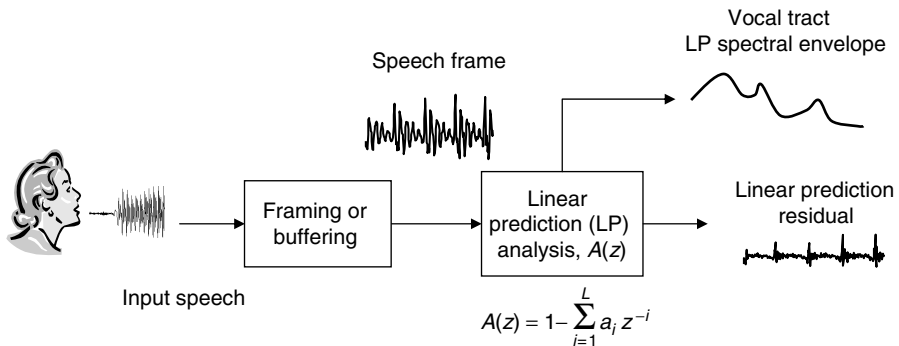 Vocal tract
LP spectral envelope
Speech frame
Input speech
Framing or
buffering
Linear
prediction (LP)
analysis, A(z)
Linear prediction
residual
A(z) = 1– ∑_{i=1}^{L} a_i z^{–i}